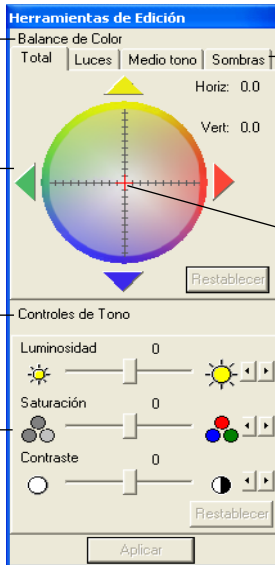 Herramientas de Edición
Balance de Color
Total Luces Medio tono Sombras
Horiz: 0.0
Vert: 0.0
Restablecer
Controles de Tono
Luminosidad 0
Saturación 0
Contraste 0
Restablecer
Aplicar